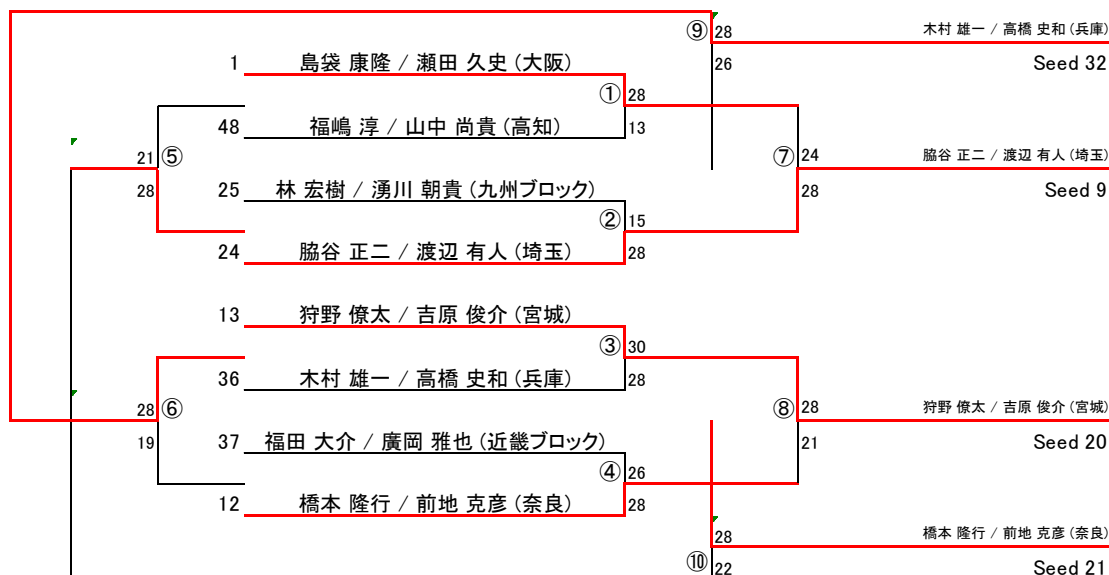 ⑨ 28 木村 雄一 / 高橋 史和 (兵庫)
1 島袋 康隆 / 瀬田 久史 (大阪) 26 Seed 32
① 28
48 福嶋 淳 / 山中 尚貴 (高知) 13
21 ⑤ ⑦ 24 脇谷 正二 / 渡辺 有人 (埼玉)
28 25 林 宏樹 / 湧川 朝貴 (九州ブロック) 28 Seed 9
② 15
24 脇谷 正二 / 渡辺 有人 (埼玉) 28
13 狩野 僚太 / 吉原 俊介 (宮城)
③ 30
36 木村 雄一 / 高橋 史和 (兵庫) 28
28 ⑥ ⑧ 28 狩野 僚太 / 吉原 俊介 (宮城)
19 37 福田 大介 / 廣岡 雅也 (近畿ブロック) 21 Seed 20
④ 26
12 橋本 隆行 / 前地 克彦 (奈良) 28
28 橋本 隆行 / 前地 克彦 (奈良)
⑩ 22 Seed 21